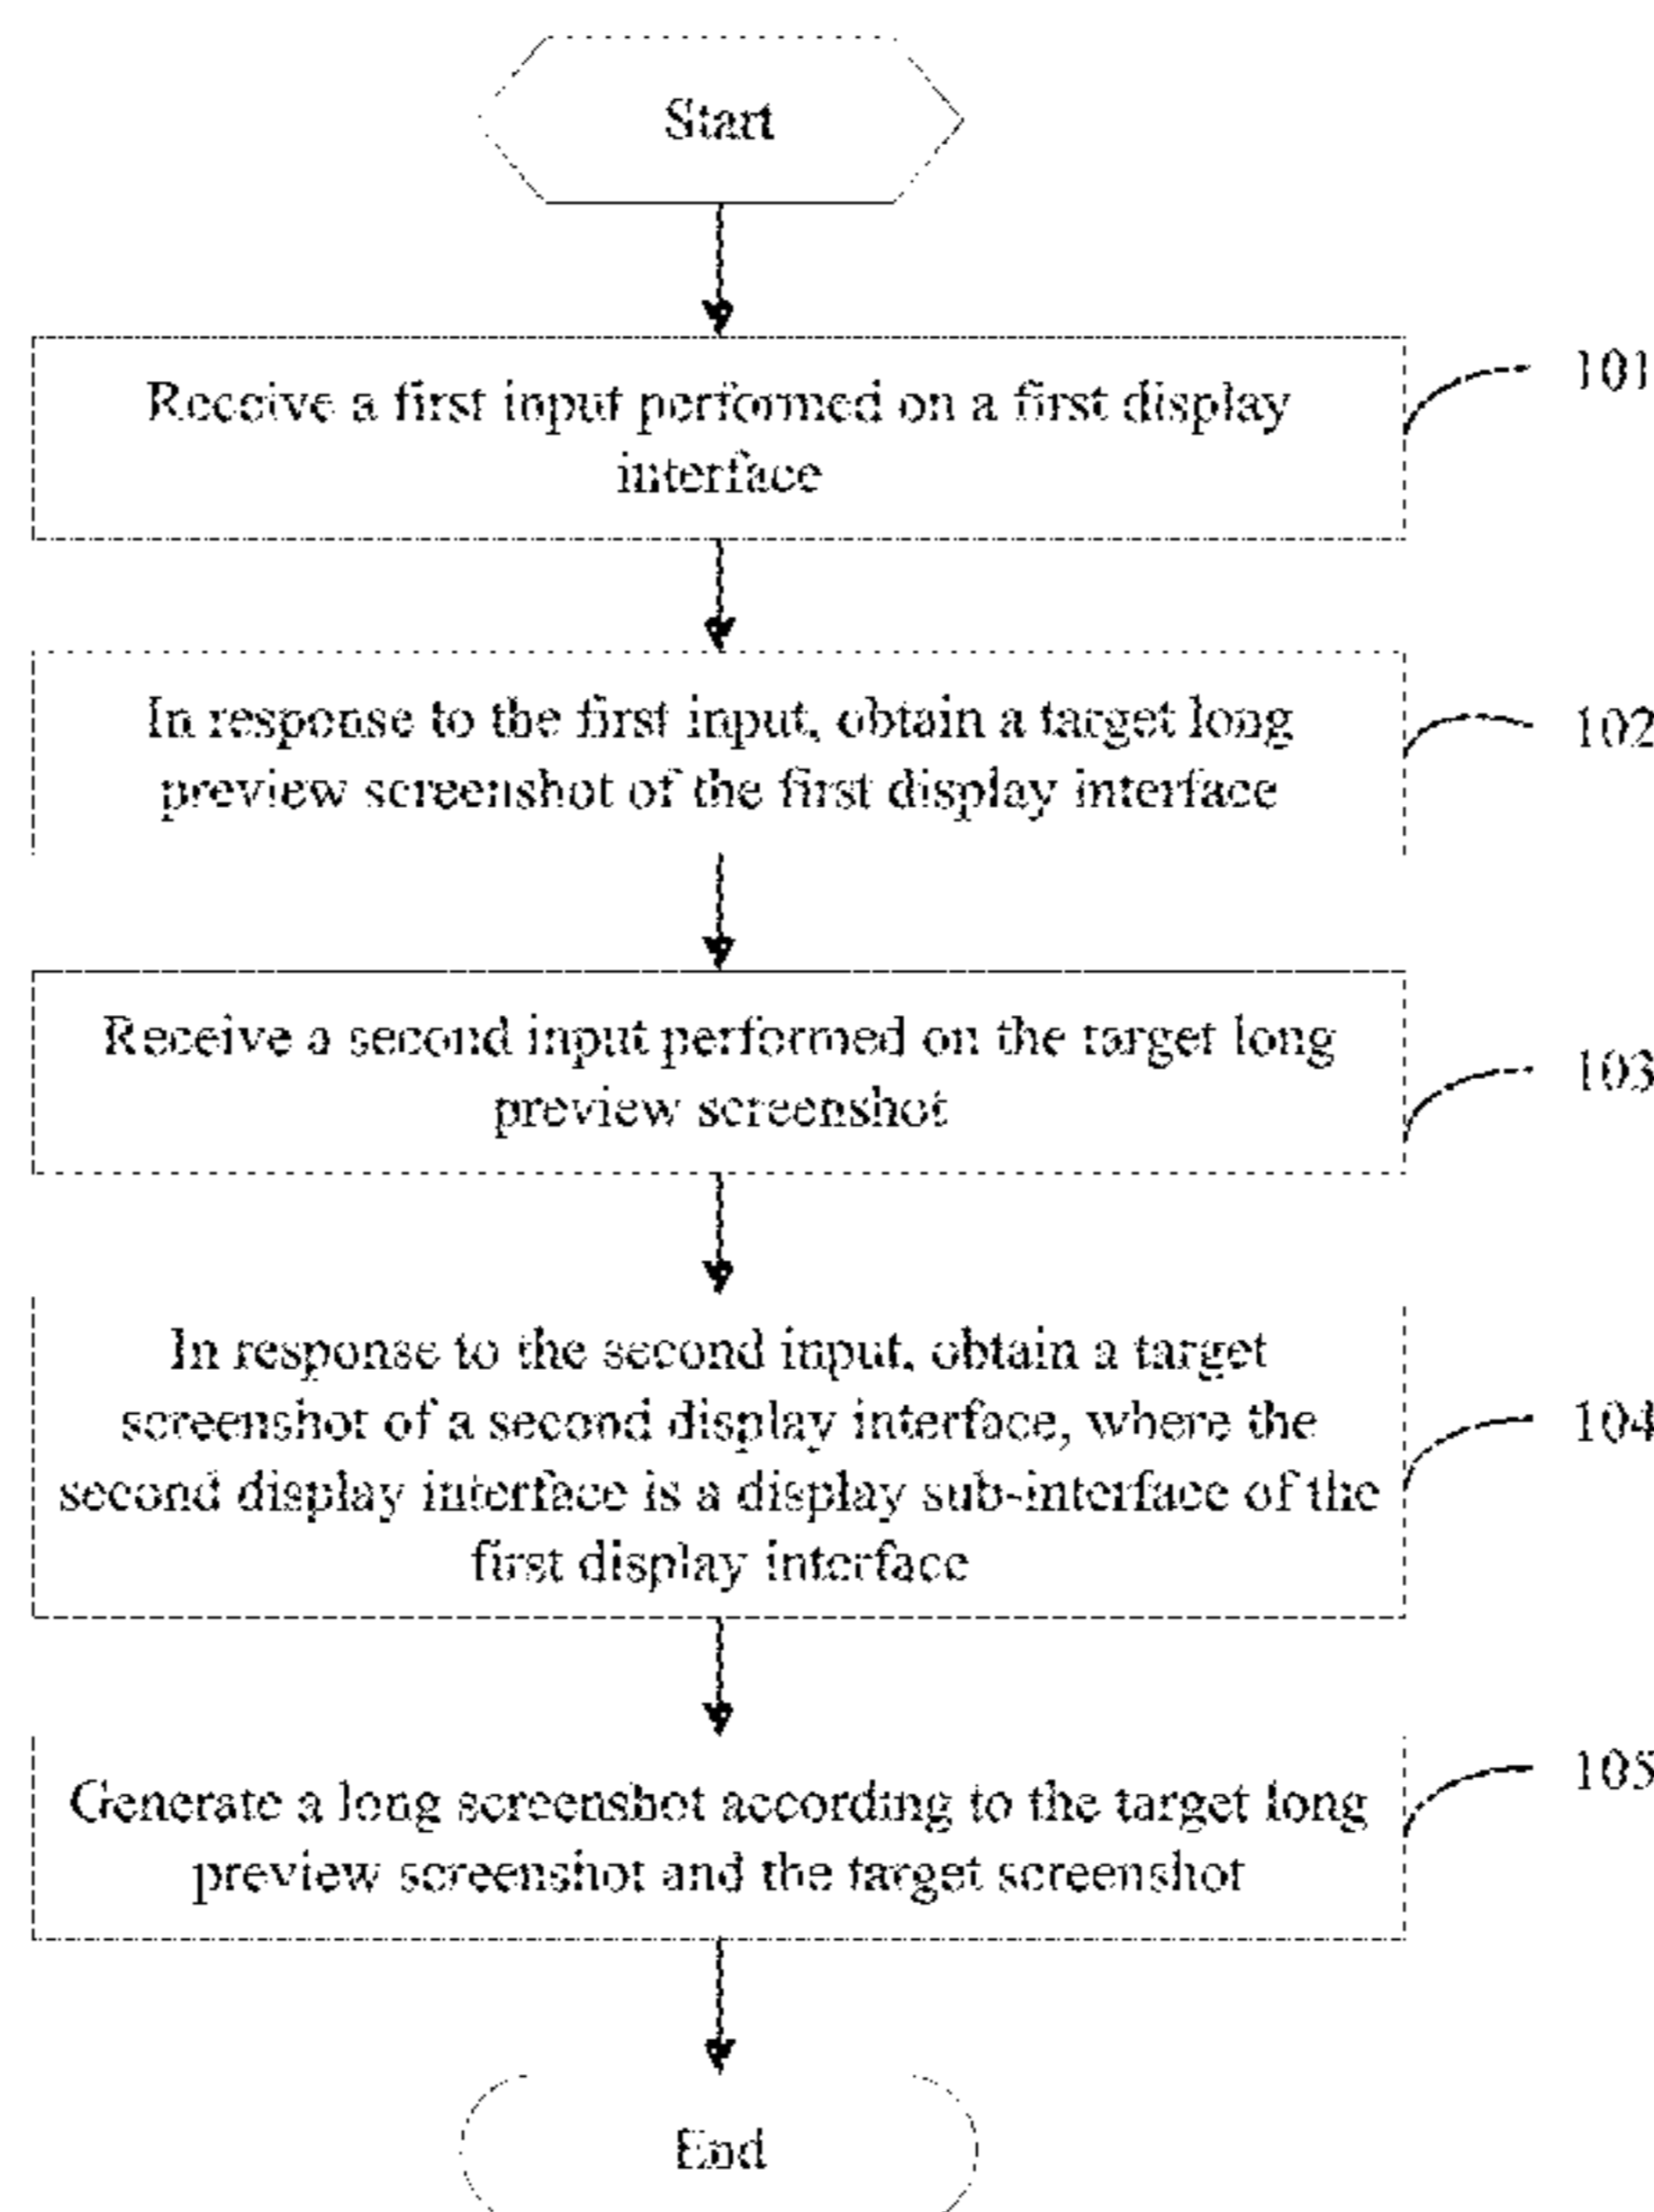 Start
Receive a first input performed on a first display
interface
101
In response to the first input, obtain a target long
preview screenshot of the first display interface
102
Receive a second input performed on the target long
preview screenshot
103
In response to the second input, obtain a target
screenshot of a second display interface, where the
second display interface is a display sub-interface of the
first display interface
104
Generate a long screenshot according to the target long
preview screenshot and the target screenshot
105
End